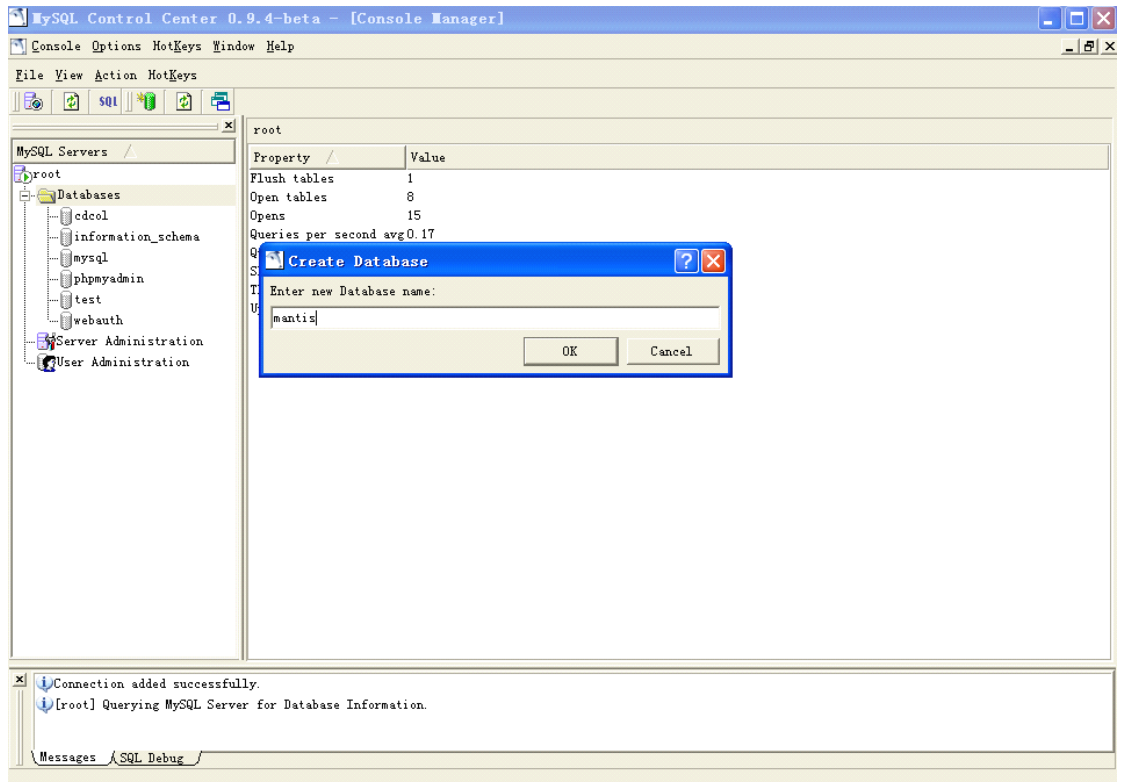 MySQL Control Center 0.9.4-beta - [Console Manager]
Console Options HotKeys Window Help
File View Action HotKeys
SQL
root
MySQL Servers
Property Value
root
Flush tables 1
Databases
Open tables 8
cdcol
Opens 15
information_schema
Queries per second avg 0.17
mysql
Create Database
phpmyadmin
Enter new Database name:
test
mantis
webauth
Server Administration
OK Cancel
User Administration
Connection added successfully.
[root] Querying MySQL Server for Database Information.
Messages SQL Debug